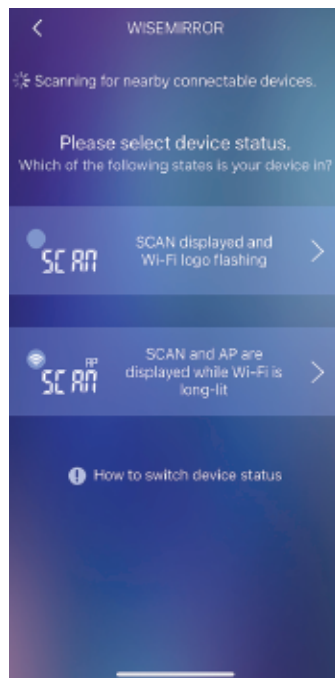 WISEMIRROR
Scanning for nearby connectable devices.
Please select device status.
Which of the following states is your device in?
SCAN
SCAN displayed and
Wi-Fi logo flashing
AP
SCAN
SCAN and AP are
displayed while Wi-Fi is
long-lit
How to switch device status